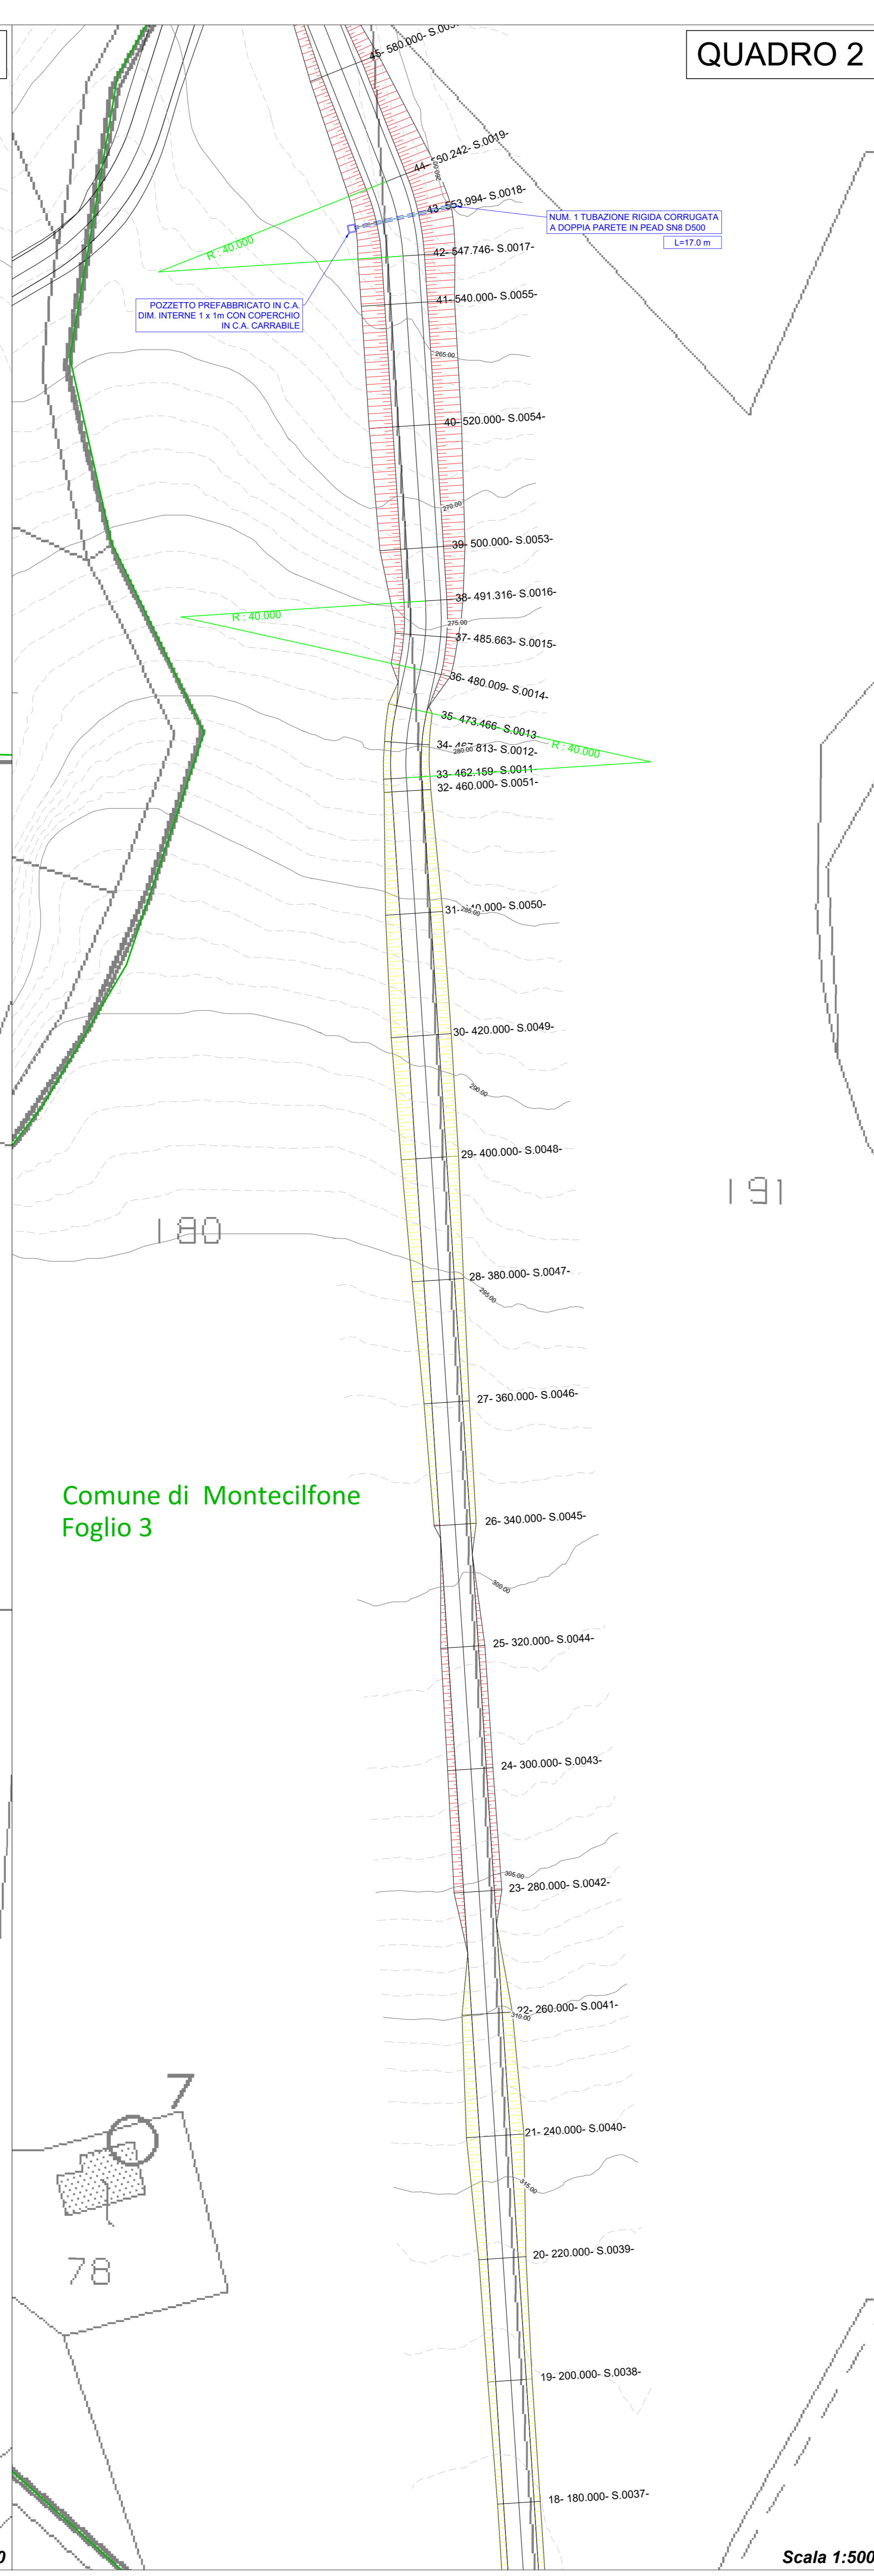 QUADRO 2
45- 580.000-
44-
50.242- S.0019-
43- 553.994- S.0018-
NUM. 1 TUBAZIONE RIGIDA CORRUGATA
A DOPPIA PARETE IN PEAD SN8 D500
L=17.0 m
R : 40.000
42- 547.746- S.0017-
41- 540.000- S.0055-
POZZETTO PREFABBRICATO IN C.A.
DIM. INTERNE 1 x 1m CON COPERCHIO
IN C.A. CARRABILE
265.00
40- 520.000- S.0054-
270.00
39- 500.000- S.0053-
38- 491.316- S.0016-
R : 40.000
275.00
37- 485.663- S.0015-
36- 480.009- S.0014-
35- 473.466- S.0013-
34-
813- S.0012-
280.00
R : 40.000
33- 462.159- S.0011-
32- 460.000- S.0051-
31-
40.000- S.0050-
285.00
30- 420.000- S.0049-
290.00
29- 400.000- S.0048-
191
180
28- 380.000- S.0047-
295.00
27- 360.000- S.0046-
Comune di Montecilfone
Foglio 3
26- 340.000- S.0045-
300.00
25- 320.000- S.0044-
24- 300.000- S.0043-
305.00
23- 280.000- S.0042-
22- 260.000- S.0041-
310.00
7
21- 240.000- S.0040-
315.00
78
20- 220.000- S.0039-
19- 200.000- S.0038-
18- 180.000- S.0037-
0
Scala 1:500